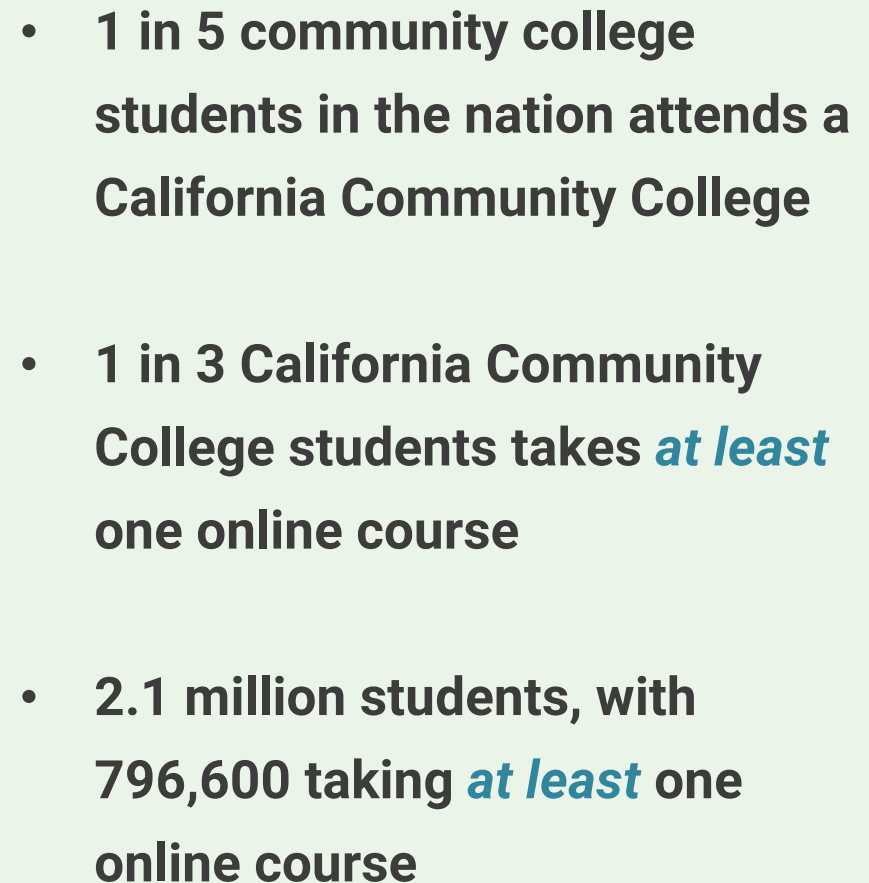 • 1 in 5 community college
students in the nation attends a
California Community College
• 1 in 3 California Community
College students takes at least
one online course
• 2.1 million students, with
796,600 taking at least one
online course